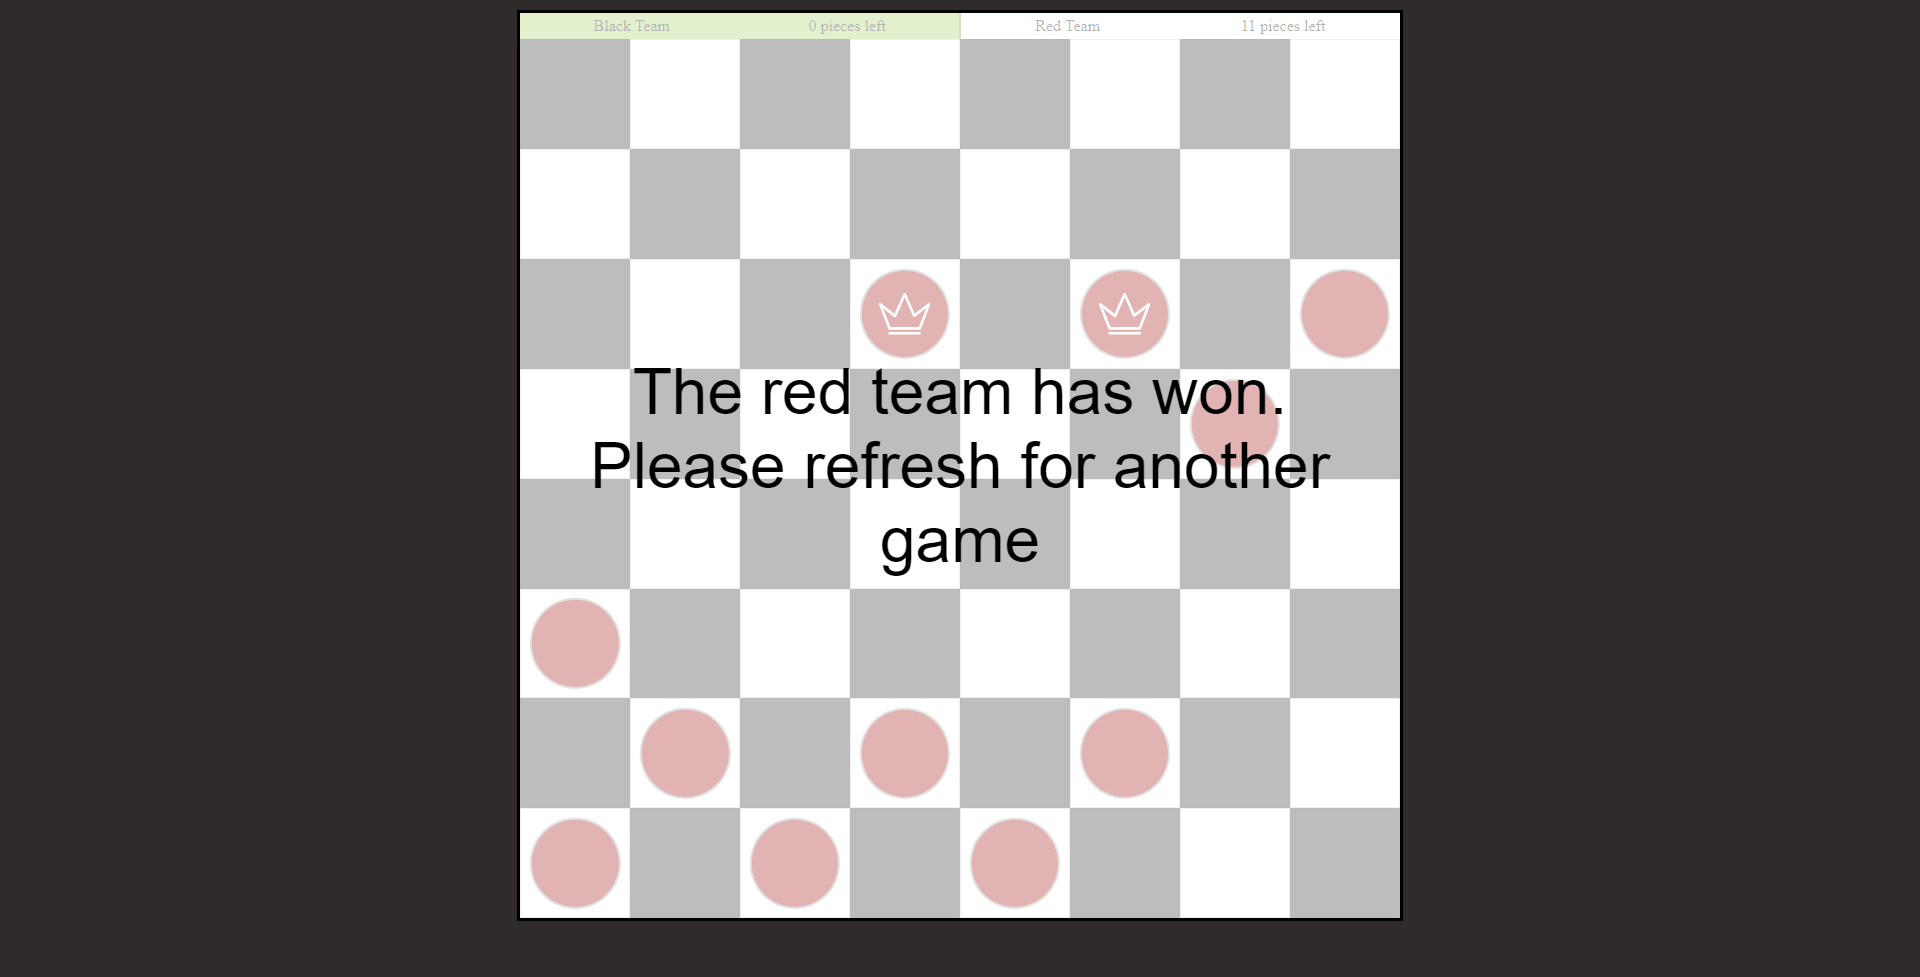 Black Team 0 pieces left Red Team 11 pieces left
The red team has won.
Please refresh for another
game